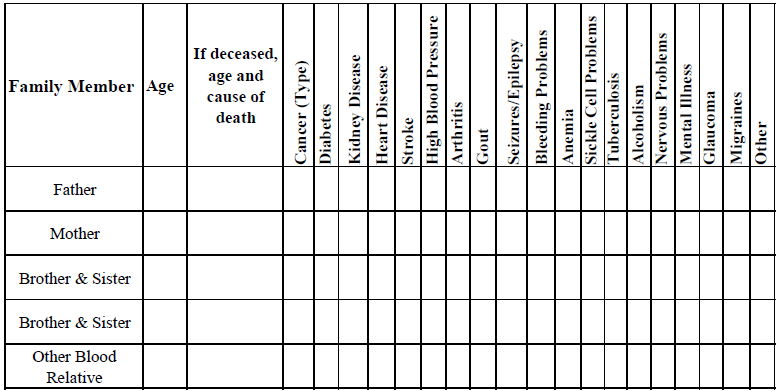 Family Member
Age
If deceased,
age and
cause of
death
Cancer (Type)
Diabetes
Kidney Disease
Heart Disease
Stroke
High Blood Pressure
Arthritis
Gout
Seizures/Epilepsy
Bleeding Problems
Anemia
Sickle Cell Problems
Tuberculosis
Alcoholism
Nervous Problems
Mental Illness
Glaucoma
Migraines
Other
Father
Mother
Brother & Sister
Brother & Sister
Other Blood
Relative